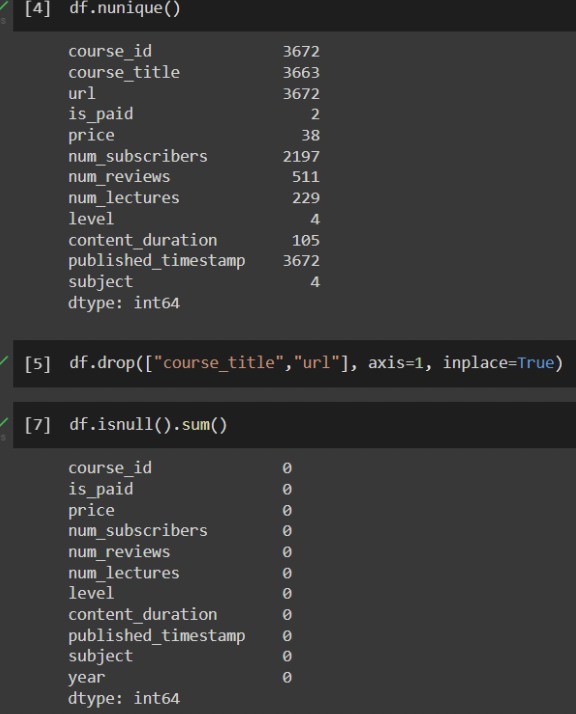 [4] df.nunique()
course_id 3672
course_title 3663
url 3672
is_paid 2
price 38
num_subscribers 2197
num_reviews 511
num_lectures 229
level 4
content_duration 105
published_timestamp 3672
subject 4
dtype: int64
[5] df.drop(["course_title","url"], axis=1, inplace=True)
[7] df.isnull().sum()
course_id 0
is_paid 0
price 0
num_subscribers 0
num_reviews 0
num_lectures 0
level 0
content_duration 0
published_timestamp 0
subject 0
year 0
dtype: int64